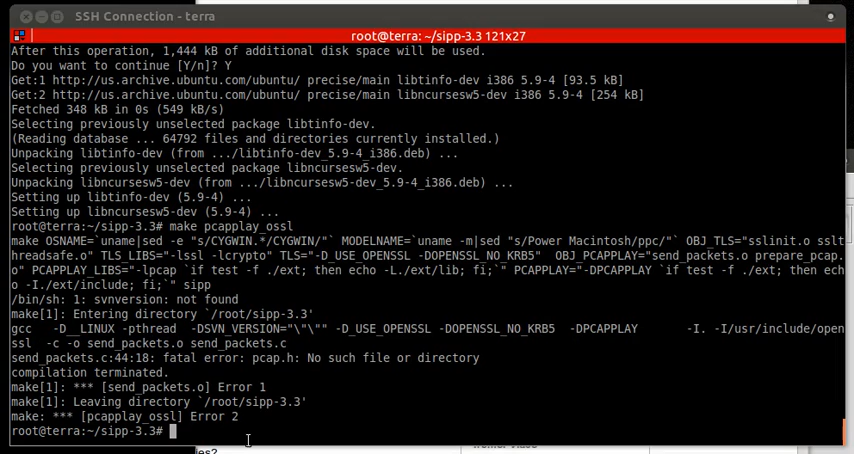 SSH Connection - terra
root@terra: ~/sipp-3.3 121x27
After this operation, 1,444 kB of additional disk space will be used.
Do you want to continue [Y/n]? Y
Get:1 http://us.archive.ubuntu.com/ubuntu/ precise/main libtinfo-dev i386 5.9-4 [93.5 kB]
Get:2 http://us.archive.ubuntu.com/ubuntu/ precise/main libncursesw5-dev i386 5.9-4 [254 kB]
Fetched 348 kB in 0s (549 kB/s)
Selecting previously unselected package libtinfo-dev.
(Reading database ... 64792 files and directories currently installed.)
Unpacking libtinfo-dev (from .../libtinfo-dev_5.9-4_i386.deb) ...
Selecting previously unselected package libncursesw5-dev.
Unpacking libncursesw5-dev (from .../libncursesw5-dev_5.9-4_i386.deb) ...
Setting up libtinfo-dev (5.9-4) ...
Setting up libncursesw5-dev (5.9-4) ...
root@terra:~/sipp-3.3# make pcapplay_ossl
make OSNAME=`uname|sed -e "s/CYGWIN.*/CYGWIN/"` MODELNAME=`uname -m|sed "s/Power Macintosh/ppc/"` OBJ_TLS="sslinit.o sslt
hreadsafe.o" TLS_LIBS="-lssl -lcrypto" TLS="-D_USE_OPENSSL -DOPENSSL_NO_KRB5"  OBJ_PCAPPLAY="send_packets.o prepare_pcap.
o" PCAPPLAY_LIBS="-lpcap `if test -f ./ext; then echo -L./ext/lib; fi;`" PCAPPLAY="-DPCAPPLAY `if test -f ./ext; then ech
o -I./ext/include; fi;`" sipp
/bin/sh: 1: svnversion: not found
make[1]: Entering directory `/root/sipp-3.3'
gcc   -D__LINUX -pthread  -DSVN_VERSION="\"\"" -D_USE_OPENSSL -DOPENSSL_NO_KRB5  -DPCAPPLAY      -I. -I/usr/include/open
ssl  -c -o send_packets.o send_packets.c
send_packets.c:44:18: fatal error: pcap.h: No such file or directory
compilation terminated.
make[1]: *** [send_packets.o] Error 1
make[1]: Leaving directory `/root/sipp-3.3'
make: *** [pcapplay_ossl] Error 2
root@terra:~/sipp-3.3#